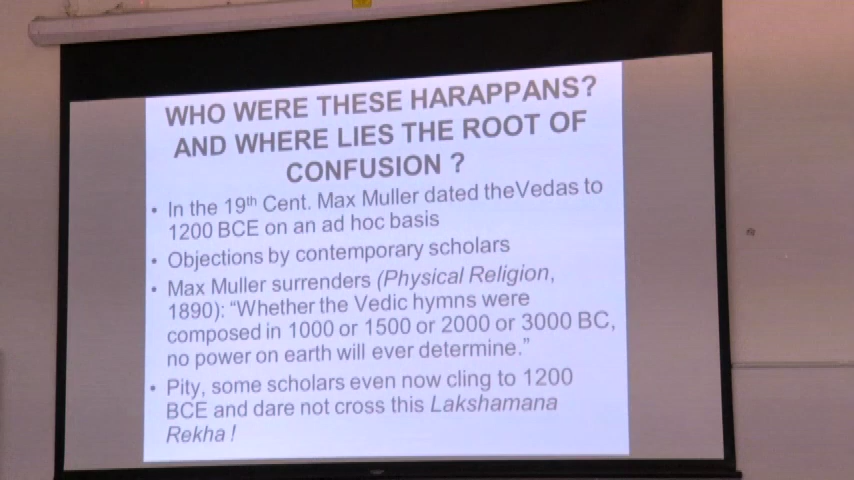 WHO WERE THESE HARAPPANS?
AND WHERE LIES THE ROOT OF
CONFUSION ?
• In the 19th Cent. Max Muller dated theVedas to
1200 BCE on an ad hoc basis
• Objections by contemporary scholars
• Max Muller surrenders (Physical Religion,
1890): “Whether the Vedic hymns were
composed in 1000 or 1500 or 2000 or 3000 BC,
no power on earth will ever determine.”
• Pity, some scholars even now cling to 1200
BCE and dare not cross this Lakshamana
Rekha !